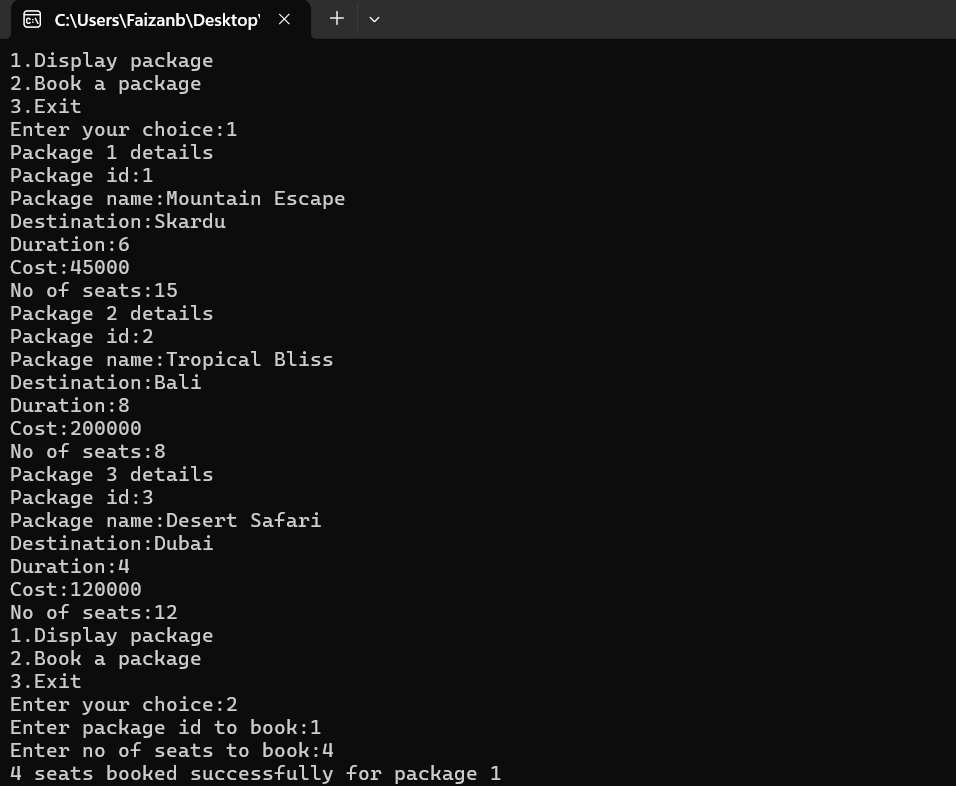 C:\Users\Faizanb\Desktop'
1.Display package
2.Book a package
3.Exit
Enter your choice:1
Package 1 details
Package id:1
Package name:Mountain Escape
Destination:Skardu
Duration:6
Cost:45000
No of seats:15
Package 2 details
Package id:2
Package name:Tropical Bliss
Destination:Bali
Duration:8
Cost:200000
No of seats:8
Package 3 details
Package id:3
Package name:Desert Safari
Destination:Dubai
Duration:4
Cost:120000
No of seats:12
1.Display package
2.Book a package
3.Exit
Enter your choice:2
Enter package id to book:1
Enter no of seats to book:4
4 seats booked successfully for package 1